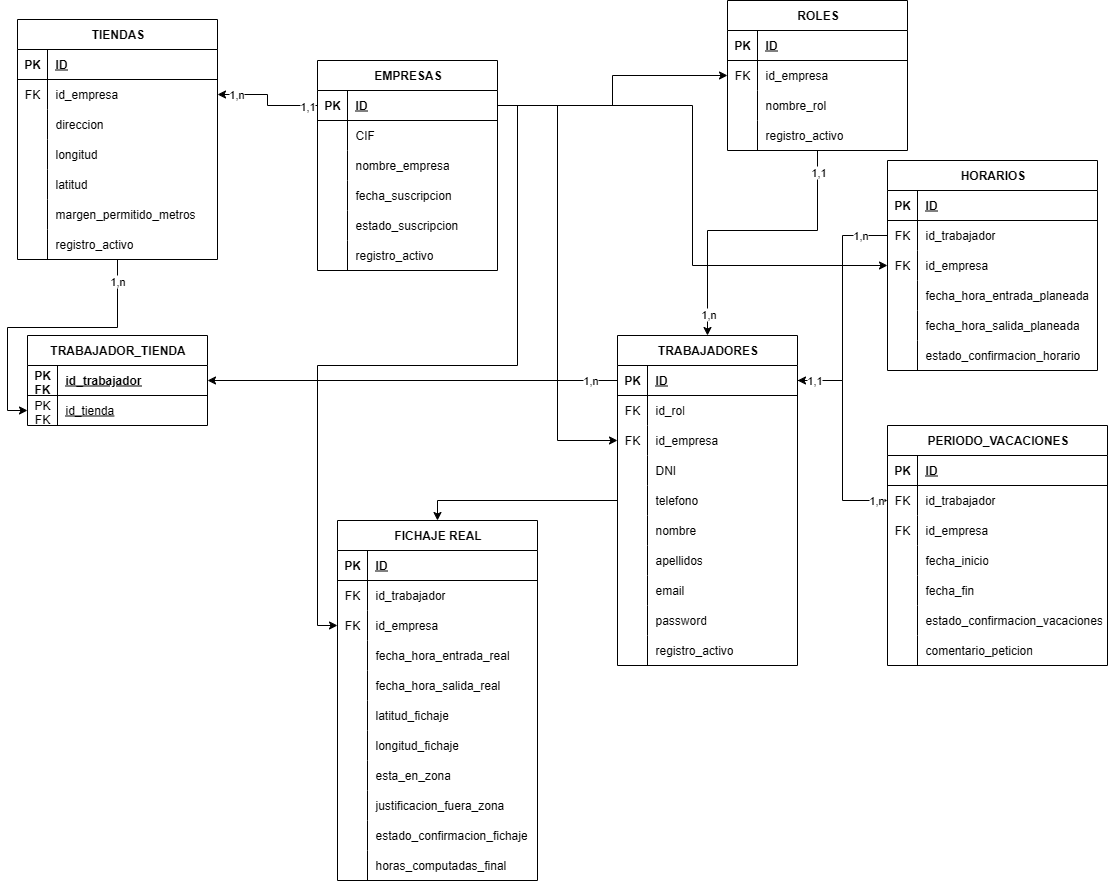 TIENDAS
PK ID
FK id_empresa
direccion
longitud
latitud
margen_permitido_metros
registro_activo
1,n
1,1
EMPRESAS
PK ID
CIF
nombre_empresa
fecha_suscripcion
estado_suscripcion
registro_activo
ROLES
PK ID
FK id_empresa
nombre_rol
registro_activo
1,1
1,n
HORARIOS
PK ID
FK id_trabajador
FK id_empresa
fecha_hora_entrada_planeada
fecha_hora_salida_planeada
estado_confirmacion_horario
1,n
1,n
TRABAJADOR_TIENDA
PK FK id_trabajador
PK FK id_tienda
1,n
TRABAJADORES
PK ID
FK id_rol
FK id_empresa
DNI
telefono
nombre
apellidos
email
password
registro_activo
1,1
1,n
PERIODO_VACACIONES
PK ID
FK id_trabajador
FK id_empresa
fecha_inicio
fecha_fin
estado_confirmacion_vacaciones
comentario_peticion
FICHAJE REAL
PK ID
FK id_trabajador
FK id_empresa
fecha_hora_entrada_real
fecha_hora_salida_real
latitud_fichaje
longitud_fichaje
esta_en_zona
justificacion_fuera_zona
estado_confirmacion_fichaje
horas_computadas_final